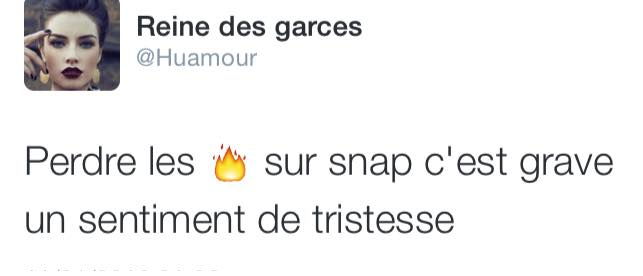 Reine des garces
@Huamour
Perdre les 🔥 sur snap c'est grave
un sentiment de tristesse